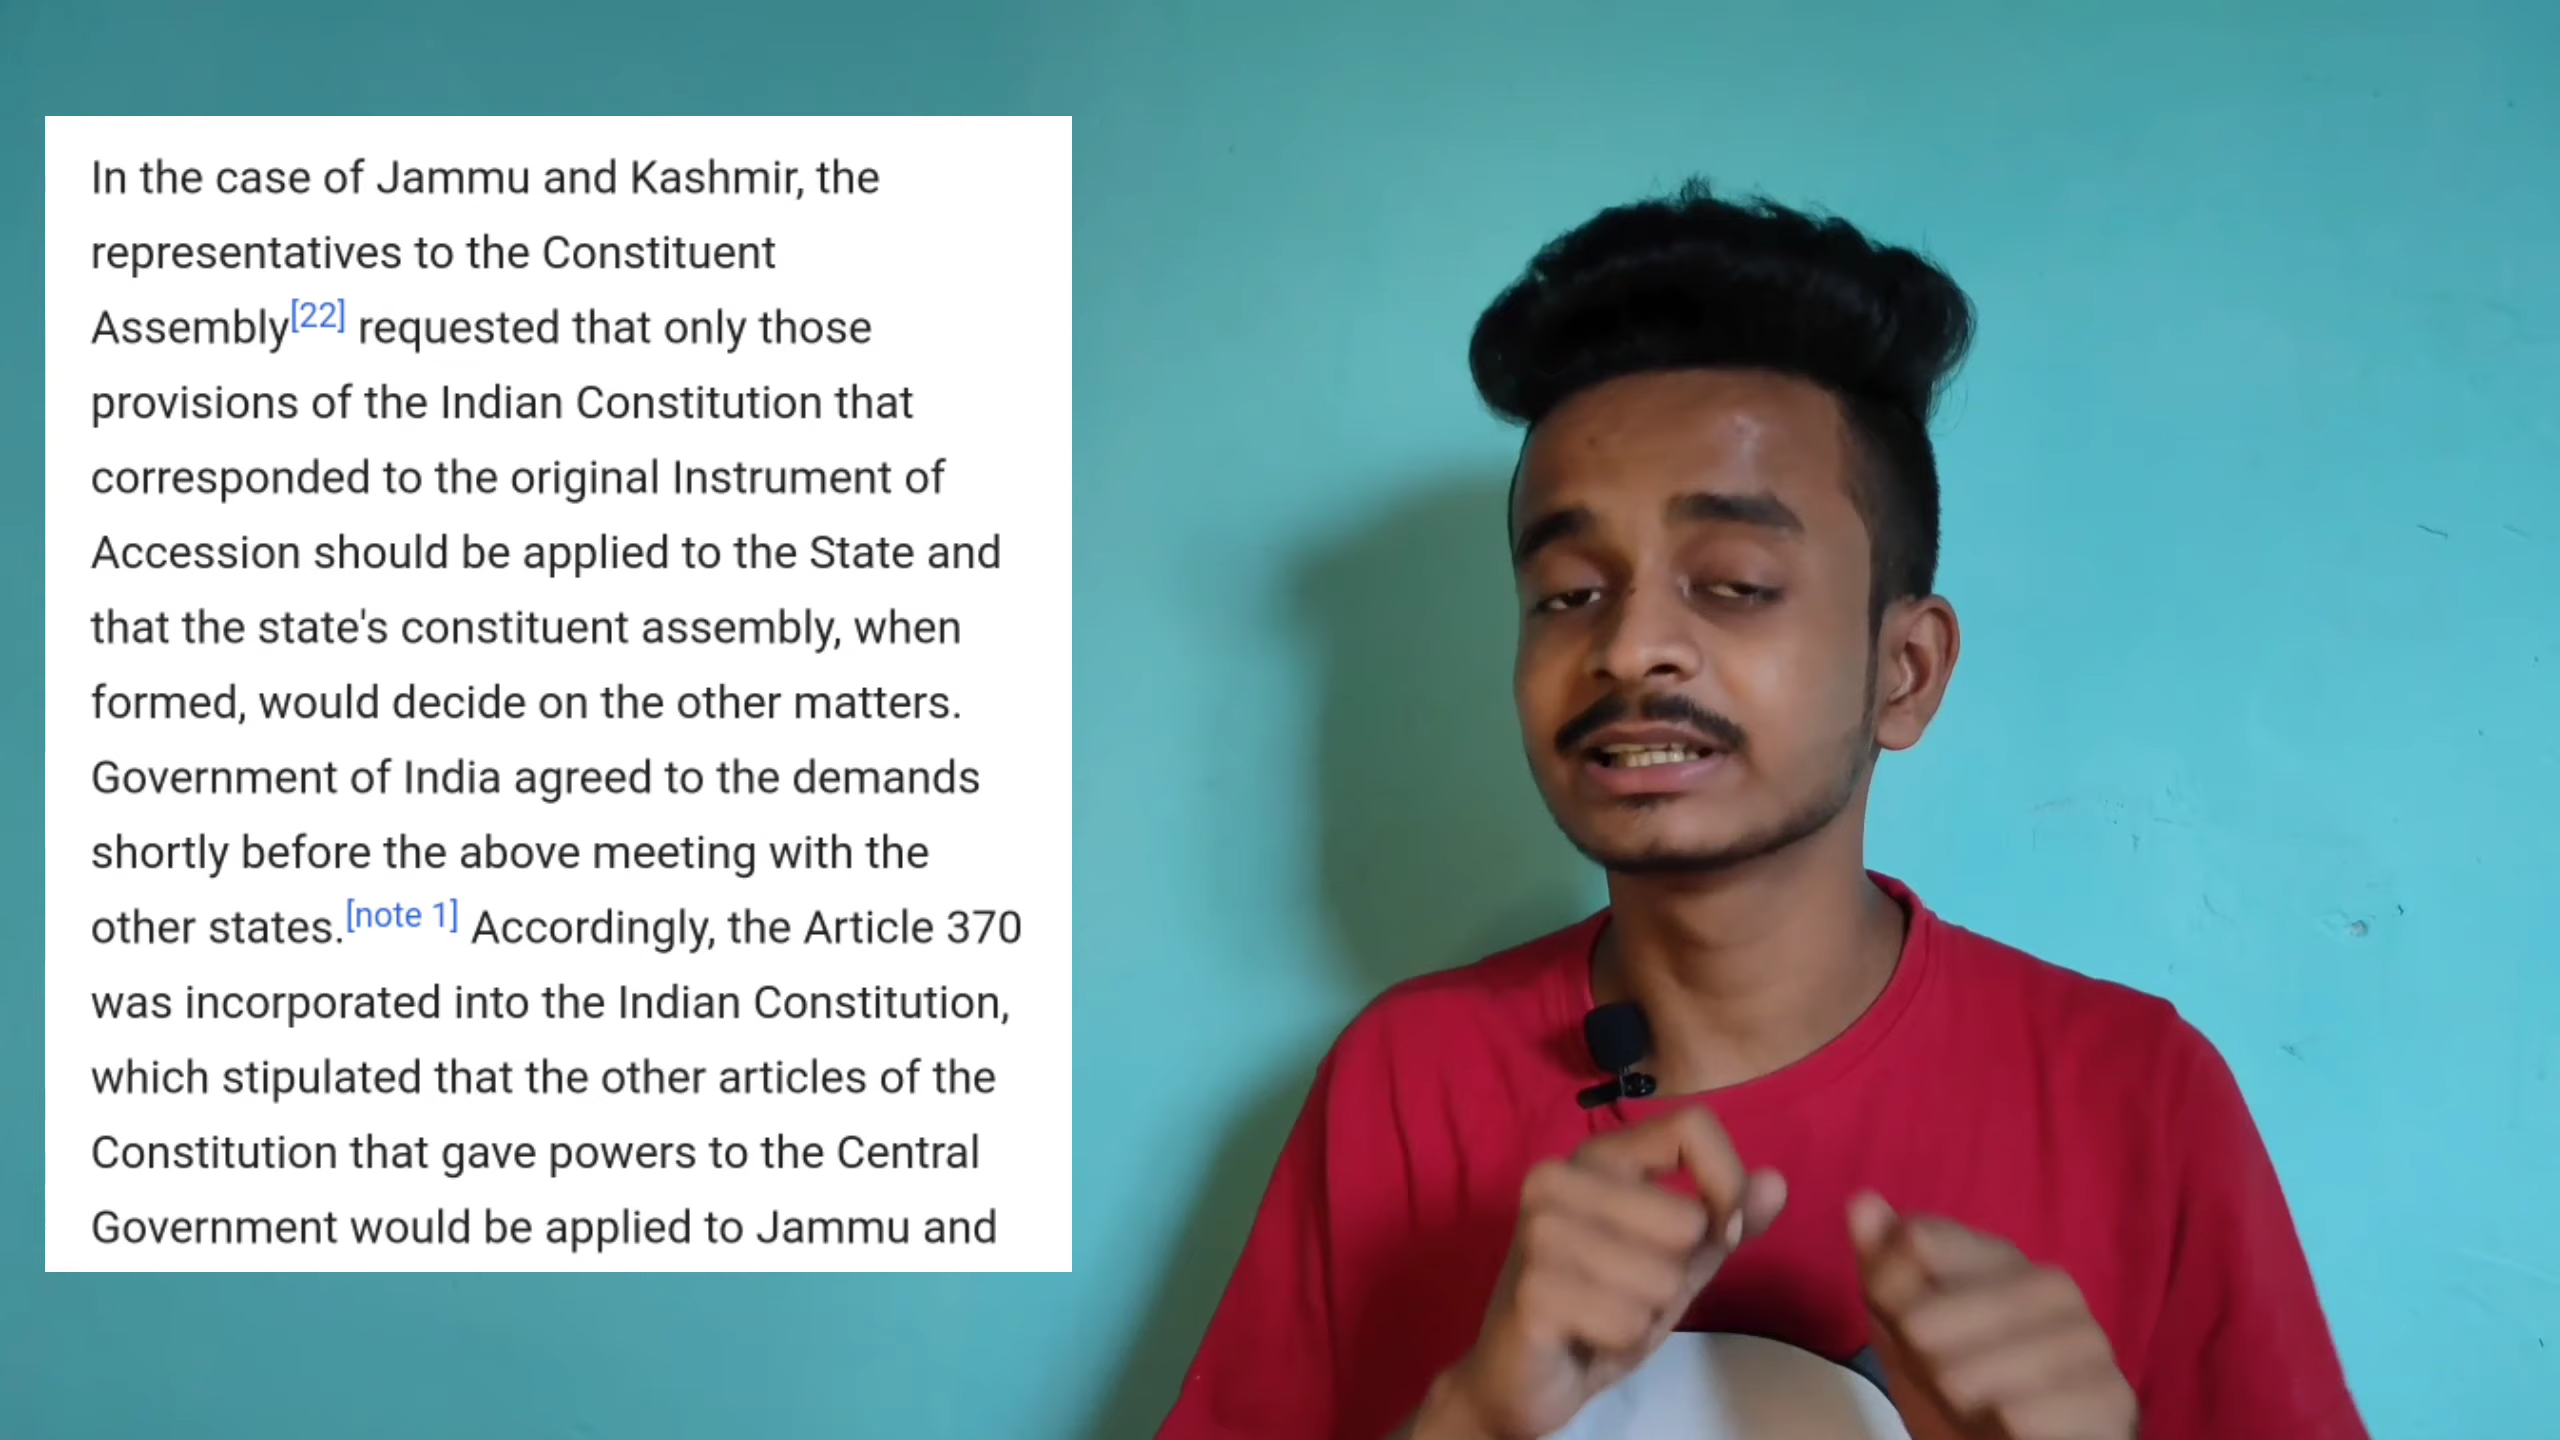 In the case of Jammu and Kashmir, the
representatives to the Constituent
Assembly[22] requested that only those
provisions of the Indian Constitution that
corresponded to the original Instrument of
Accession should be applied to the State and
that the state's constituent assembly, when
formed, would decide on the other matters.
Government of India agreed to the demands
shortly before the above meeting with the
other states.[note 1] Accordingly, the Article 370
was incorporated into the Indian Constitution,
which stipulated that the other articles of the
Constitution that gave powers to the Central
Government would be applied to Jammu and